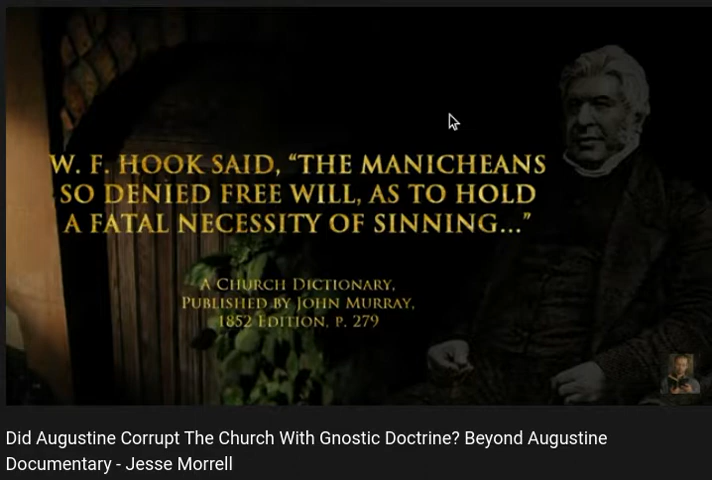 W. F. HOOK SAID, “THE MANICHEANS
SO DENIED FREE WILL, AS TO HOLD
A FATAL NECESSITY OF SINNING...”
A CHURCH DICTIONARY,
PUBLISHED BY JOHN MURRAY,
1852 EDITION, P. 279
Did Augustine Corrupt The Church With Gnostic Doctrine? Beyond Augustine
Documentary - Jesse Morrell